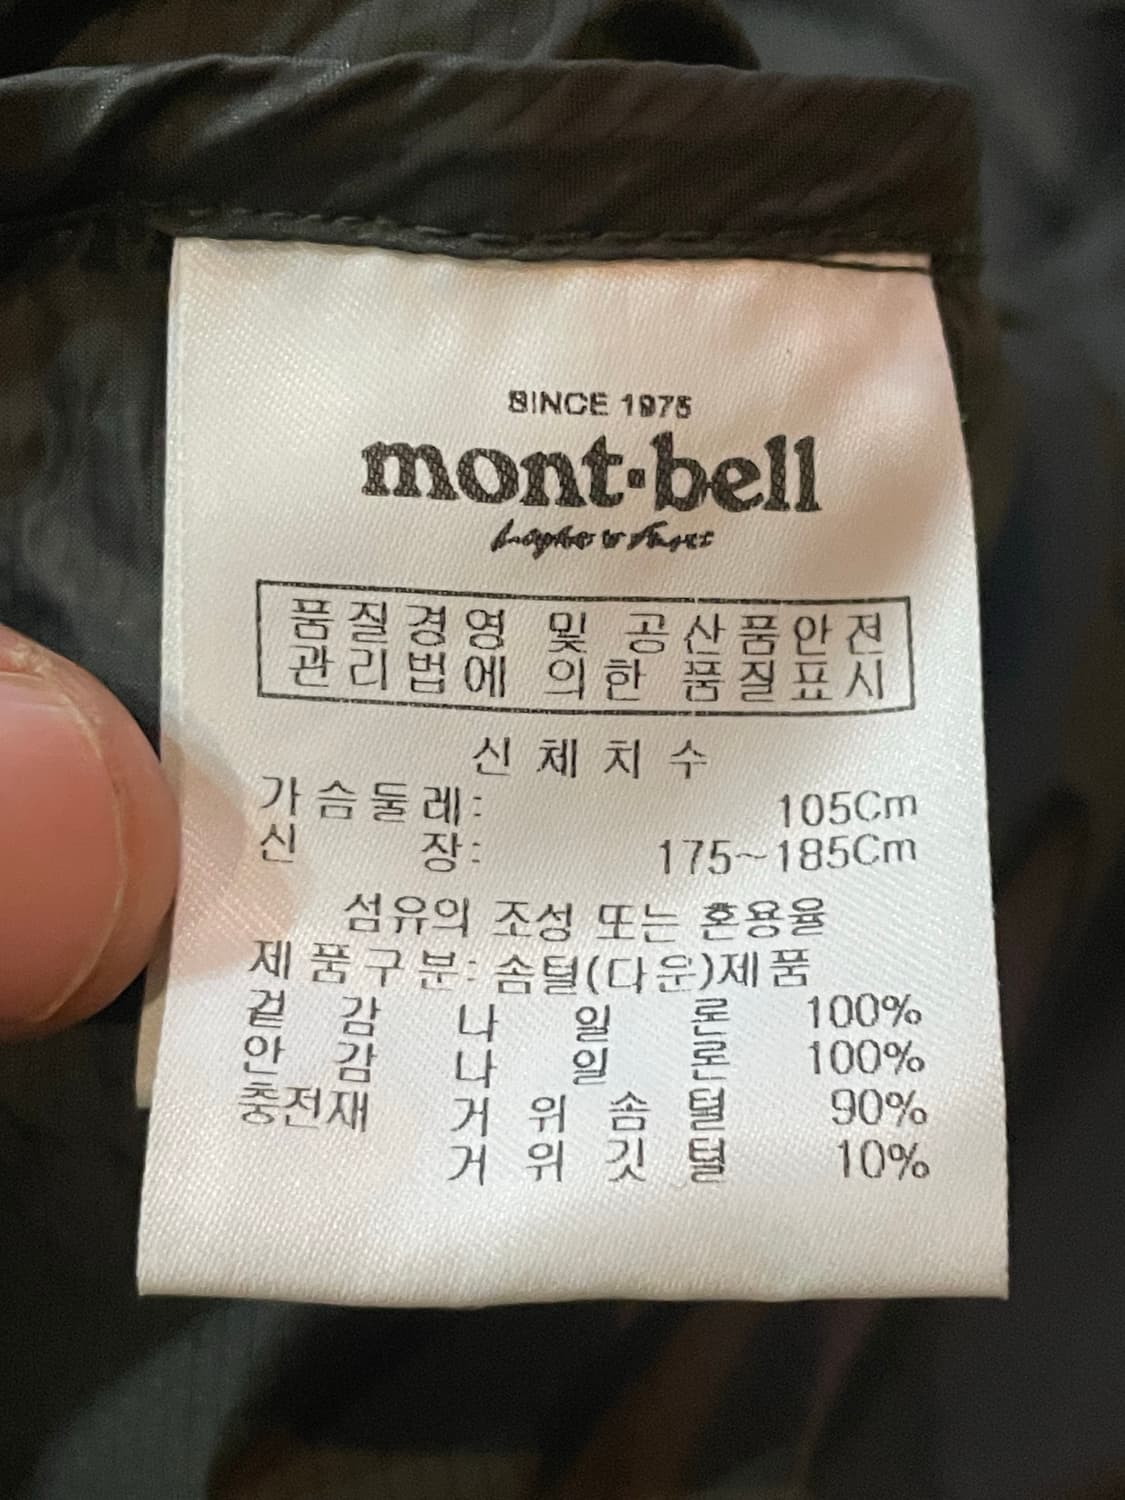 SINCE 1975
mont·bell
Light & Fast
품질경영 및 공산품안전
관리법에 의한 품질표시
신체치수
가슴둘레: 105Cm
신장: 175~185Cm
섬유의 조성 또는 혼용율
제품구분: 솜털(다운)제품
겉감 나일론 100%
안감 나일론 100%
충전재 거위솜털 90%
거위깃털 10%